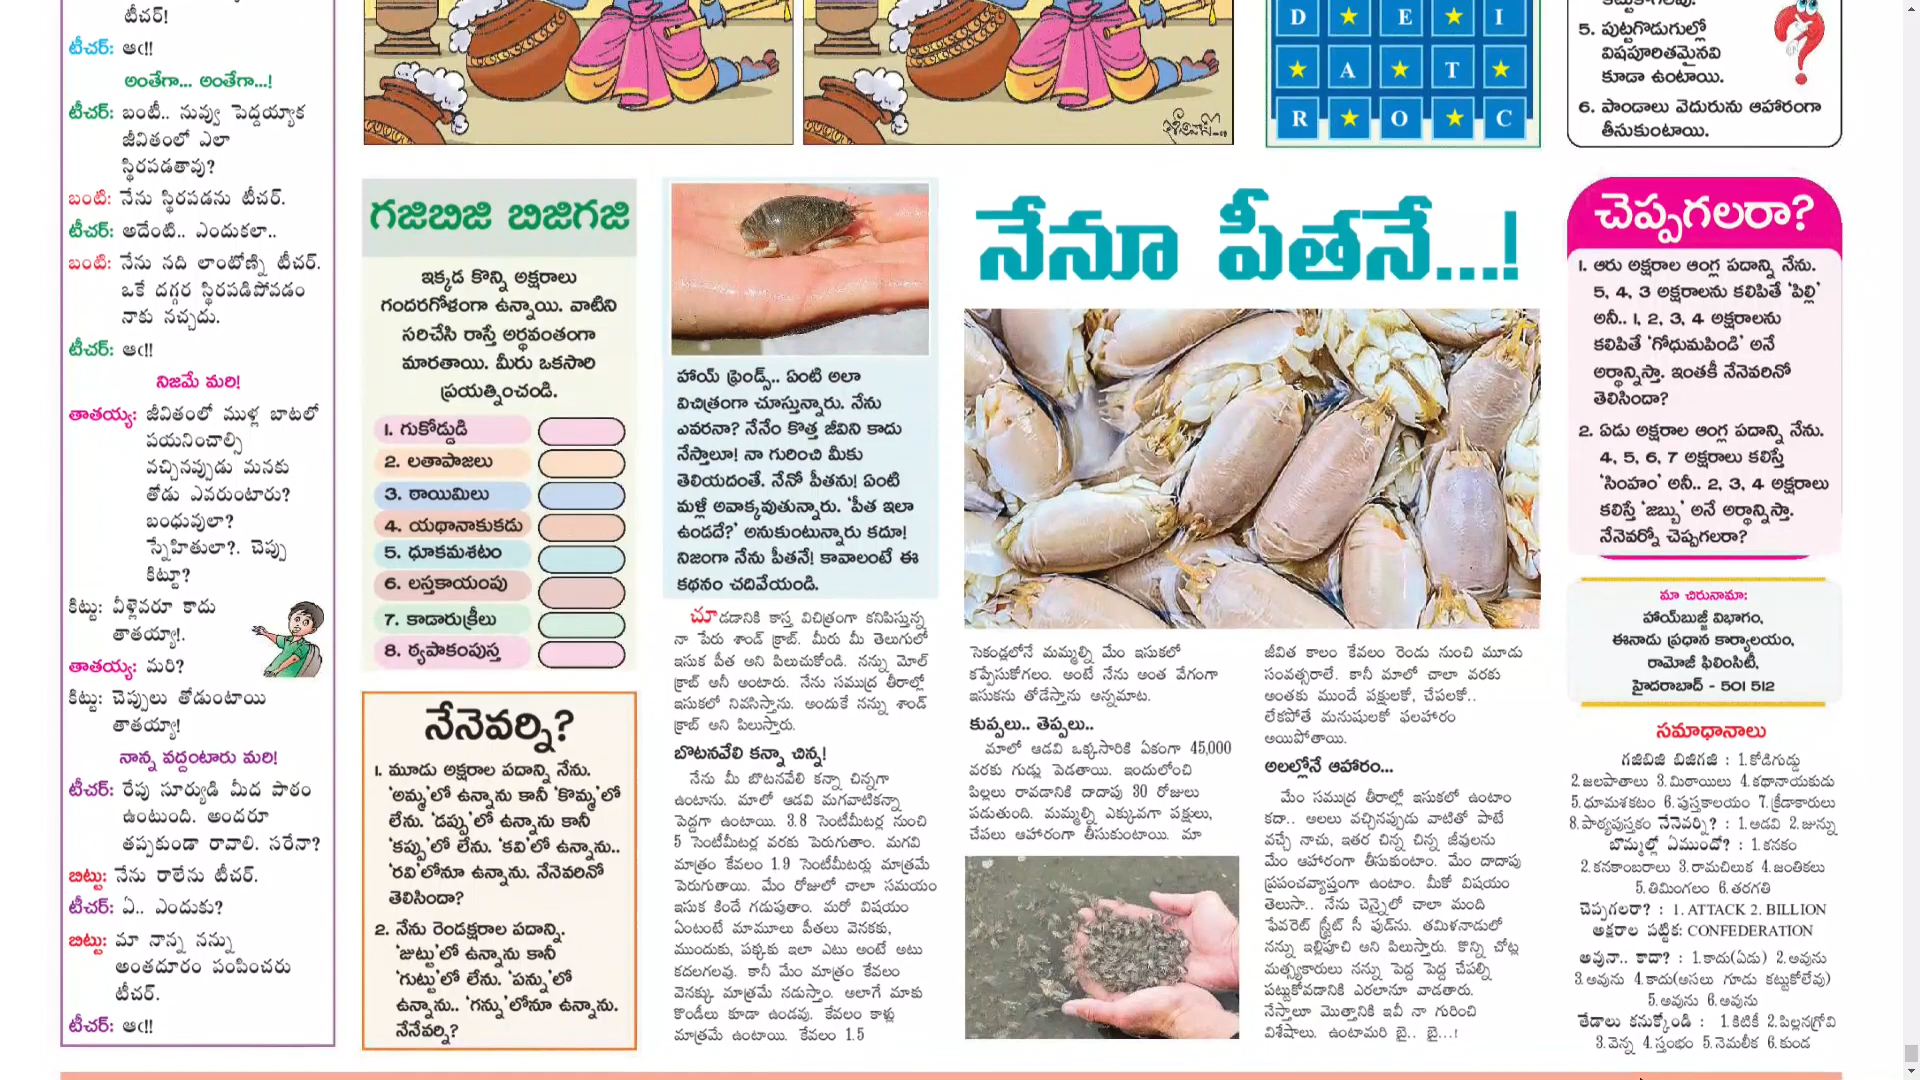 టీచర్!
టీచర్: ఆఁ!!
అంతేగా... అంతేగా...!
టీచర్: బంటీ.. నువ్వు పెద్దయ్యాక
జీవితంలో ఎలా
స్థిరపడతావు?
బంటి: నేను స్థిరపడను టీచర్.
టీచర్: అదేంటి.. ఎందుకలా..
బంటి: నేను నది లాంటోణ్ని టీచర్.
ఒకే దగ్గర స్థిరపడిపోవడం
నాకు నచ్చదు.
టీచర్: ఆఁ!!
నిజమే మరి!
తాతయ్య: జీవితంలో ముళ్ల బాటలో
పయనించాల్సి
వచ్చినప్పుడు మనకు
తోడు ఎవరుంటారు?
బంధువులా?
స్నేహితులా?. చెప్పు
కిట్టూ?
కిట్టు: వీళ్లెవరూ కాదు
తాతయ్యా!.
తాతయ్య: మరి?
కిట్టు: చెప్పులు తోడుంటాయి
తాతయ్యా!
నాన్న వద్దంటారు మరి!
టీచర్: రేపు సూర్యుడి మీద పాఠం
ఉంటుంది. అందరూ
తప్పకుండా రావాలి. సరేనా?
బిట్టు: నేను రాలేను టీచర్.
టీచర్: ఏ.. ఎందుకు?
బిట్టు: మా నాన్న నన్ను
అంతదూరం పంపించరు
టీచర్.
టీచర్: ఆఁ!!
గజిబిజి బిజిగజి
ఇక్కడ కొన్ని అక్షరాలు
గందరగోళంగా ఉన్నాయి. వాటిని
సరిచేసి రాస్తే అర్థవంతంగా
మారతాయి. మీరు ఒకసారి
ప్రయత్నించండి.
1. గుకోడ్డుడి
2. లతాపాజలు
3. ఠాయిమిలు
4. యథానాకుకడు
5. ధూకమశటం
6. లస్తకాయంపు
7. కాడారుక్రీలు
8. ఠ్యపాకంపుస్త
నేనెవర్ని?
1. మూడు అక్షరాల పదాన్ని నేను.
'అమ్మ'లో ఉన్నాను కానీ 'కొమ్మ'లో
లేను. 'డప్పు'లో ఉన్నాను కానీ
'కప్పు'లో లేను. 'కవి'లో ఉన్నాను..
'రవి'లోనూ ఉన్నాను. నేనెవరినో
తెలిసిందా?
2. నేను రెండక్షరాల పదాన్ని.
'జుట్టు'లో ఉన్నాను కానీ
'గుట్టు'లో లేను. 'పన్ను'లో
ఉన్నాను.. 'గన్ను'లోనూ ఉన్నాను.
నేనేవర్ని?
హాయ్ ఫ్రెండ్స్.. ఏంటి అలా
విచిత్రంగా చూస్తున్నారు. నేను
ఎవరనా? నేనేం కొత్త జీవిని కాదు
నేస్తాలూ! నా గురించి మీకు
తెలియదంతే. నేనో పీతను! ఏంటి
మళ్లీ అవాక్కవుతున్నారు. 'పీత ఇలా
ఉండదే?' అనుకుంటున్నారు కదూ!
నిజంగా నేను పీతనే! కావాలంటే ఈ
కథనం చదివేయండి.
చూడడానికి కాస్త విచిత్రంగా కనిపిస్తున్న
నా పేరు శాండ్ క్రాబ్. మీరు మీ తెలుగులో
ఇసుక పీత అని పిలుచుకోండి. నన్ను మోల్
క్రాబ్ అనీ అంటారు. నేను సముద్ర తీరాల్లో
ఇసుకలో నివసిస్తాను. అందుకే నన్ను శాండ్
క్రాబ్ అని పిలుస్తారు.
బొటనవేలి కన్నా చిన్న!
నేను మీ బొటనవేలి కన్నా చిన్నగా
ఉంటాను. మాలో ఆడవి మగవాటికన్నా
పెద్దగా ఉంటాయి. 3.8 సెంటీమీటర్ల నుంచి
5 సెంటీమీటర్ల వరకు పెరుగుతాం. మగవి
మాత్రం కేవలం 1.9 సెంటీమీటర్లు మాత్రమే
పెరుగుతాయి. మేం రోజులో చాలా సమయం
ఇసుక కిందే గడుపుతాం. మరో విషయం
ఏంటంటే మామూలు పీతలు వెనకకు,
ముందుకు, పక్కకు ఇలా ఎటు అంటే అటు
కదలగలవు. కానీ మేం మాత్రం కేవలం
వెనక్కు మాత్రమే నడుస్తాం. అలాగే మాకు
కొండీలు కూడా ఉండవు. కేవలం కాళ్లు
మాత్రమే ఉంటాయి. కేవలం 1.5
నేనూ పీతనే...!
సెకండ్లలోనే మమ్మల్ని మేం ఇసుకలో
కప్పేసుకోగలం. అంటే నేను అంత వేగంగా
ఇసుకను తోడేస్తాను అన్నమాట.
కుప్పలు.. తెప్పలు..
మాలో ఆడవి ఒక్కసారికి ఏకంగా 45,000
వరకు గుడ్లు పెడతాయి. ఇందులోంచి
పిల్లలు రావడానికి దాదాపు 30 రోజులు
పడుతుంది. మమ్మల్ని ఎక్కువగా పక్షులు,
చేపలు ఆహారంగా తీసుకుంటాయి. మా
జీవిత కాలం కేవలం రెండు నుంచి మూడు
సంవత్సరాలే. కానీ మాలో చాలా వరకు
అంతకు ముందే పక్షులకో, చేపలకో..
లేకపోతే మనుషులకో ఫలహారం
అయిపోతాయి.
అలల్లోనే ఆహారం...
మేం సముద్ర తీరాల్లో ఇసుకలో ఉంటాం
కదా.. అలలు వచ్చినప్పుడు వాటితో పాటే
వచ్చే నాచు, ఇతర చిన్న చిన్న జీవులను
మేం ఆహారంగా తీసుకుంటాం. మేం దాదాపు
ప్రపంచవ్యాప్తంగా ఉంటాం. మీకో విషయం
తెలుసా.. నేను చెన్నైలో చాలా మంది
ఫేవరెట్ స్ట్రీట్ సీ ఫుడ్‌ను. తమిళనాడులో
నన్ను ఇల్లిపూచి అని పిలుస్తారు. కొన్ని చోట్ల
మత్స్యకారులు నన్ను పెద్ద పెద్ద చేపల్ని
పట్టుకోవడానికి ఎరలానూ వాడతారు.
నేస్తాలూ మొత్తానికి ఇవీ నా గురించి
విశేషాలు. ఉంటామరి బై.. బై...!
D ★ E ★ I
★ A ★ T ★
R ★ O ★ C
5. పుట్టగొడుగుల్లో
విషపూరితమైనవి
కూడా ఉంటాయి.
6. పాండాలు వెదురును ఆహారంగా
తీసుకుంటాయి.
చెప్పగలరా?
1. ఆరు అక్షరాల ఆంగ్ల పదాన్ని నేను.
5, 4, 3 అక్షరాలను కలిపితే 'పిల్లి'
అనీ.. 1, 2, 3, 4 అక్షరాలను
కలిపితే 'గోధుమపిండి' అనే
అర్థాన్నిస్తా. ఇంతకీ నేనెవరినో
తెలిసిందా?
2. ఏడు అక్షరాల ఆంగ్ల పదాన్ని నేను.
4, 5, 6, 7 అక్షరాలు కలిస్తే
'సింహం' అనీ.. 2, 3, 4 అక్షరాలు
కలిస్తే 'జబ్బు' అనే అర్థాన్నిస్తా.
నేనెవర్నో చెప్పగలరా?
మా చిరునామా:
హాయ్‌బుజ్జీ విభాగం,
ఈనాడు ప్రధాన కార్యాలయం,
రామోజీ ఫిలింసిటీ,
హైదరాబాద్ - 501 512
సమాధానాలు
గజిబిజి బిజిగజి : 1.కోడిగుడ్డు
2.జలపాతాలు 3.మిఠాయిలు 4.కథానాయకుడు
5.ధూమశకటం 6.పుస్తకాలయం 7.క్రీడాకారులు
8.పాఠ్యపుస్తకం నేనెవర్ని? : 1.అడవి 2.జున్ను
బొమ్మల్లో ఏముందో? : 1.కనకం
2.కనకాంబరాలు 3.రామచిలుక 4.జంతికలు
5.తిమింగలం 6.తరగతి
చెప్పగలరా? : 1. ATTACK 2. BILLION
అక్షరాల పట్టిక: CONFEDERATION
అవునా.. కాదా? : 1.కాదు(ఏడు) 2.అవును
3.అవును 4.కాదు(అసలు గూడు కట్టుకోలేవు)
5.అవును 6.అవును
తేడాలు కనుక్కోండి : 1.కిటికీ 2.పిల్లనగ్రోవి
3.వెన్న 4.స్తంభం 5.నెమలీక 6.కుండ